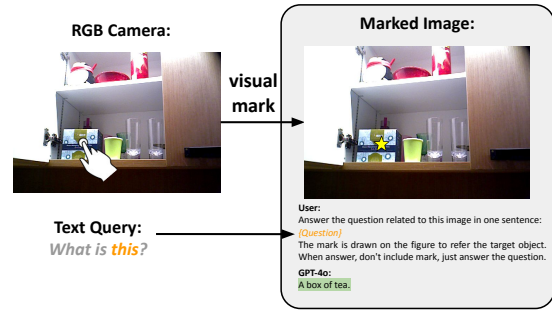 RGB Camera:
Marked Image:
visual
mark
Text Query:
What is this?
User:
Answer the question related to this image in one sentence:
{Question}
The mark is drawn on the figure to refer the target object.
When answer, don't include mark, just answer the question.
GPT-4o:
A box of tea.